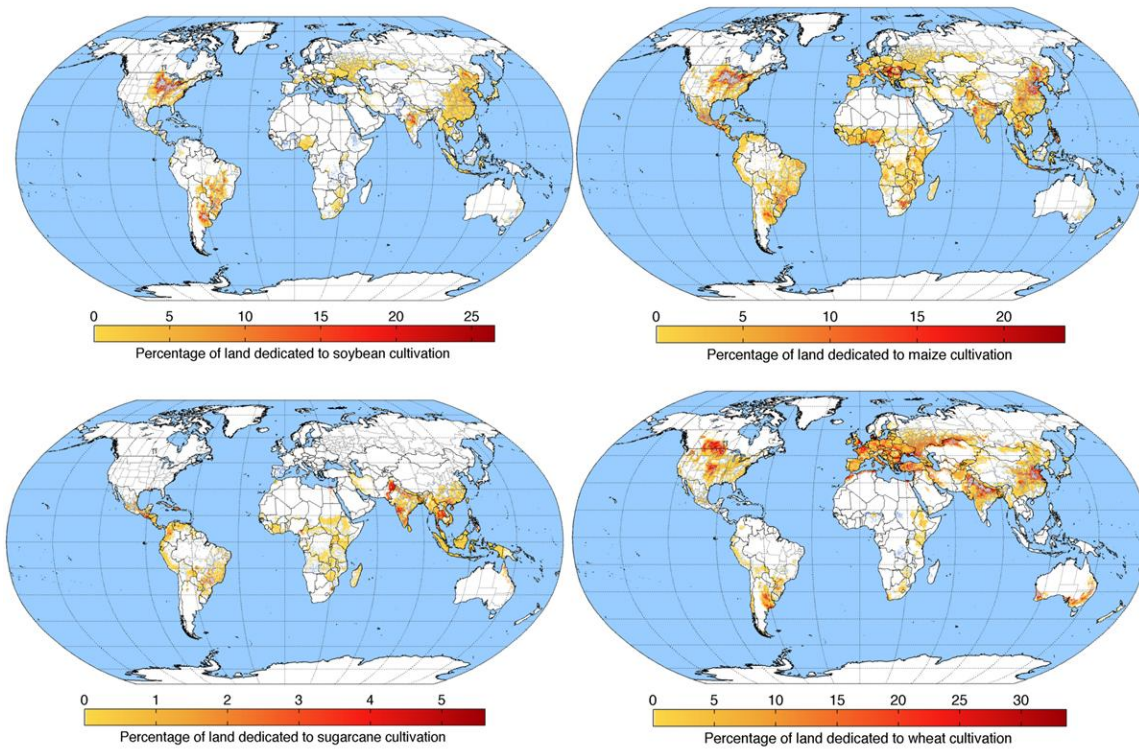 0 5 10 15 20 25
Percentage of land dedicated to soybean cultivation
0 5 10 15 20
Percentage of land dedicated to maize cultivation
0 1 2 3 4 5
Percentage of land dedicated to sugarcane cultivation
0 5 10 15 20 25 30
Percentage of land dedicated to wheat cultivation